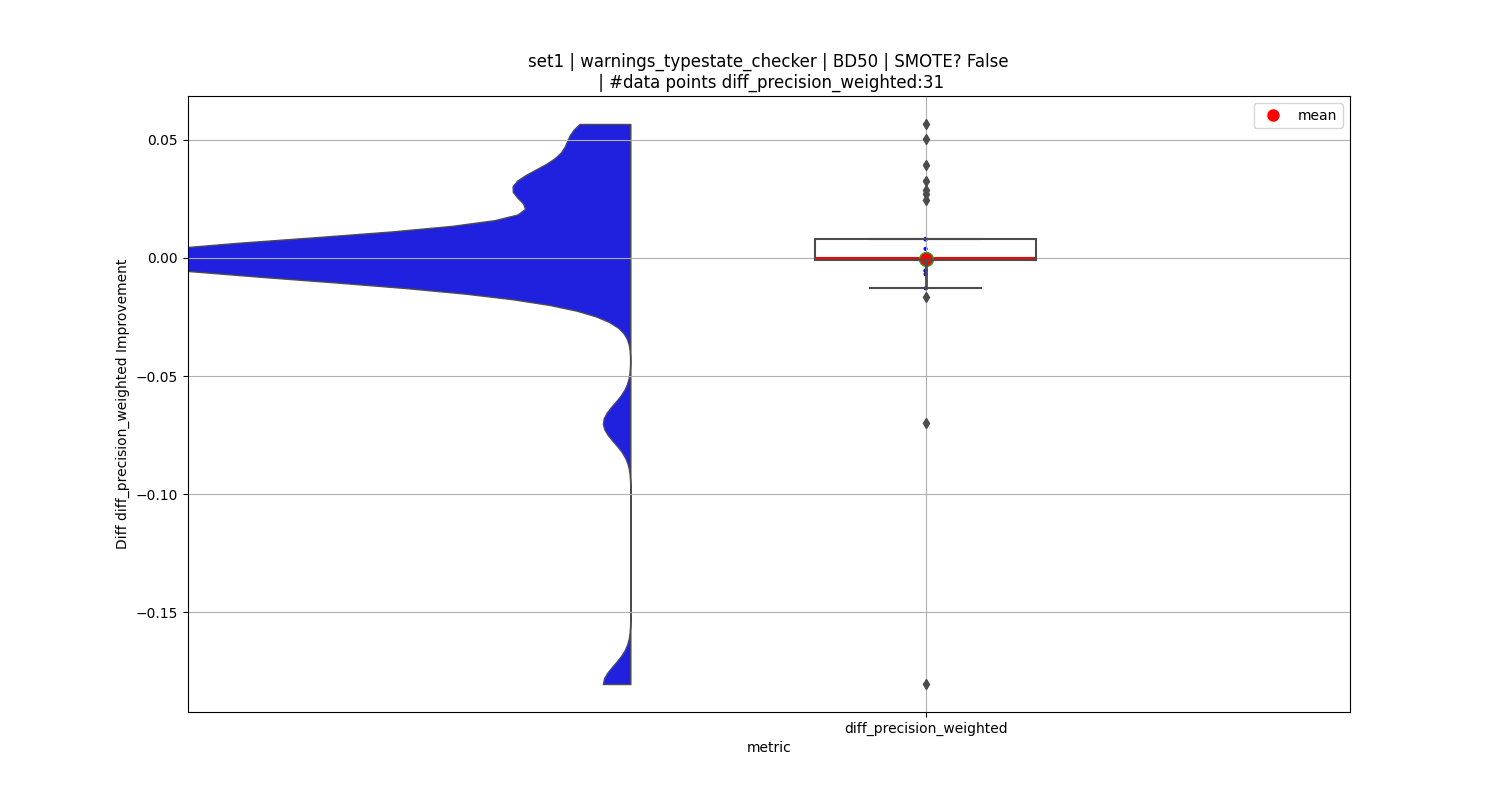 set1 | warnings_typestate_checker | BD50 | SMOTE? False
| #data points diff_precision_weighted:31
mean
Diff diff_precision_weighted Improvement
0.05
0.00
−0.05
−0.10
−0.15
diff_precision_weighted
metric